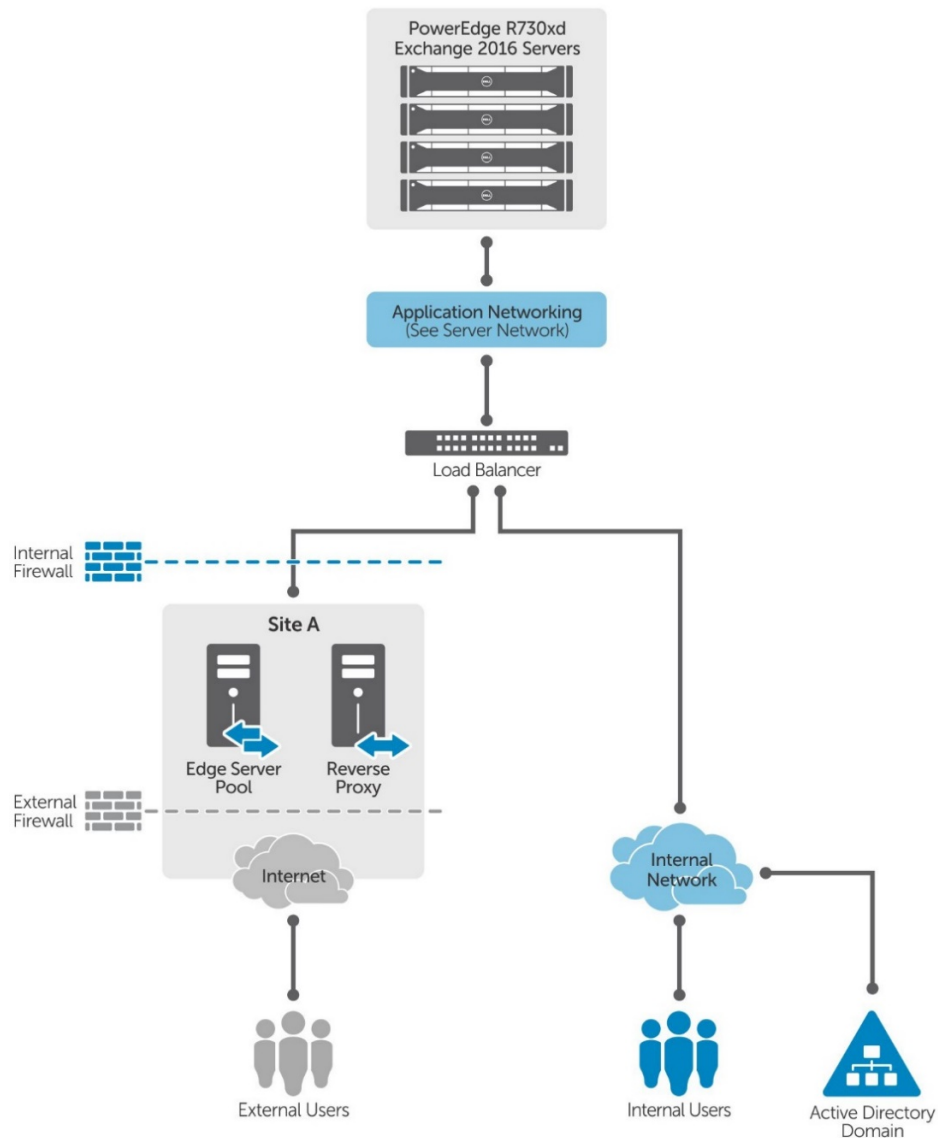 PowerEdge R730xd
Exchange 2016 Servers
Application Networking
(See Server Network)
Load Balancer
Internal
Firewall
Site A
Edge Server
Pool
Reverse
Proxy
External
Firewall
Internet
Internal
Network
External Users
Internal Users
Active Directory
Domain